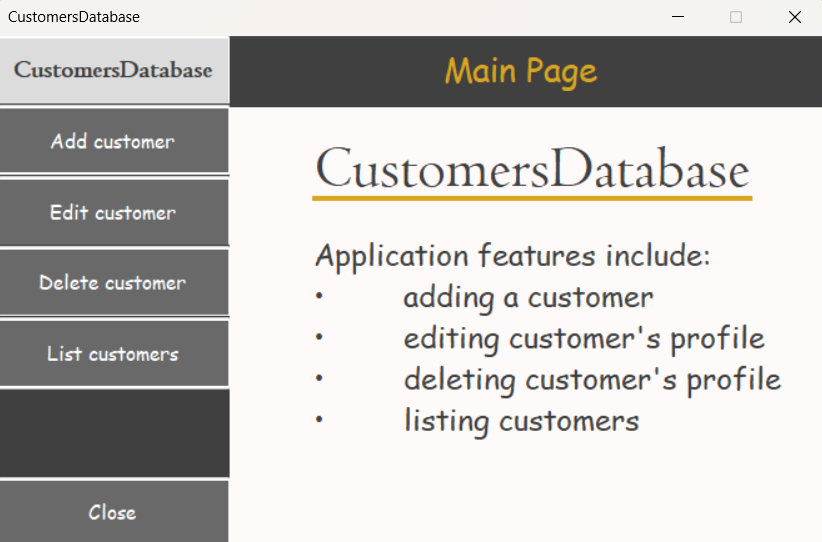 CustomersDatabase
CustomersDatabase
Main Page
Add customer
Edit customer
Delete customer
List customers
Close
CustomersDatabase
Application features include:
• adding a customer
• editing customer's profile
• deleting customer's profile
• listing customers